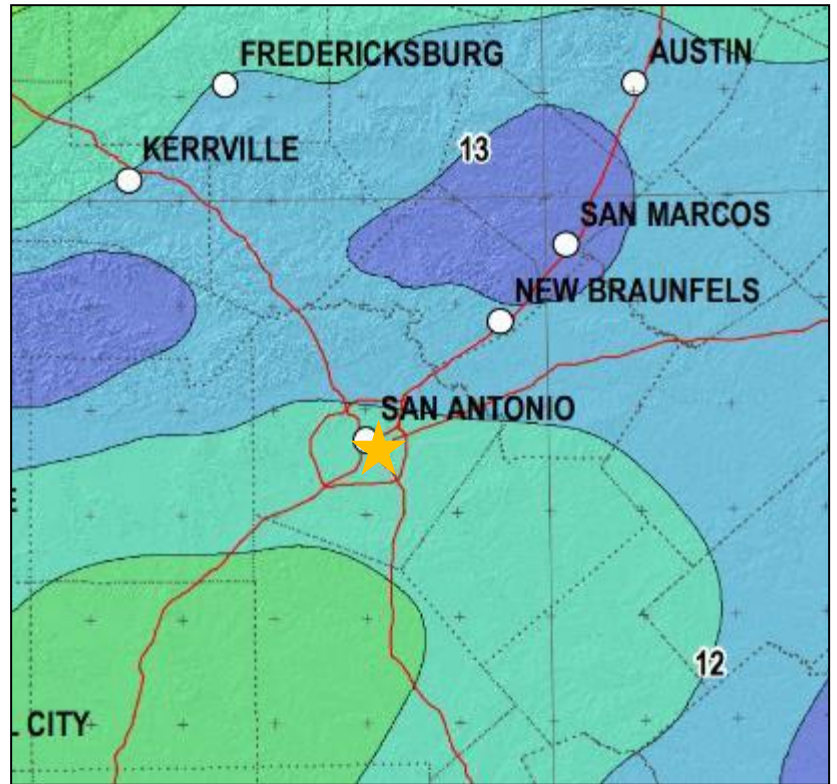 FREDERICKSBURG
AUSTIN
KERRVILLE
13
SAN MARCOS
NEW BRAUNFELS
SAN ANTONIO
12
CITY